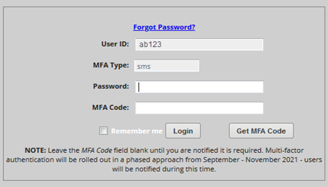 Forgot Password?
User ID: ab123
MFA Type: sms
Password:
MFA Code:
Remember me Login Get MFA Code
NOTE: Leave the MFA Code field blank until you are notified it is required. Multi-factor
authentication will be rolled out in a phased approach from September - November 2021 - users
will be notified during this time.